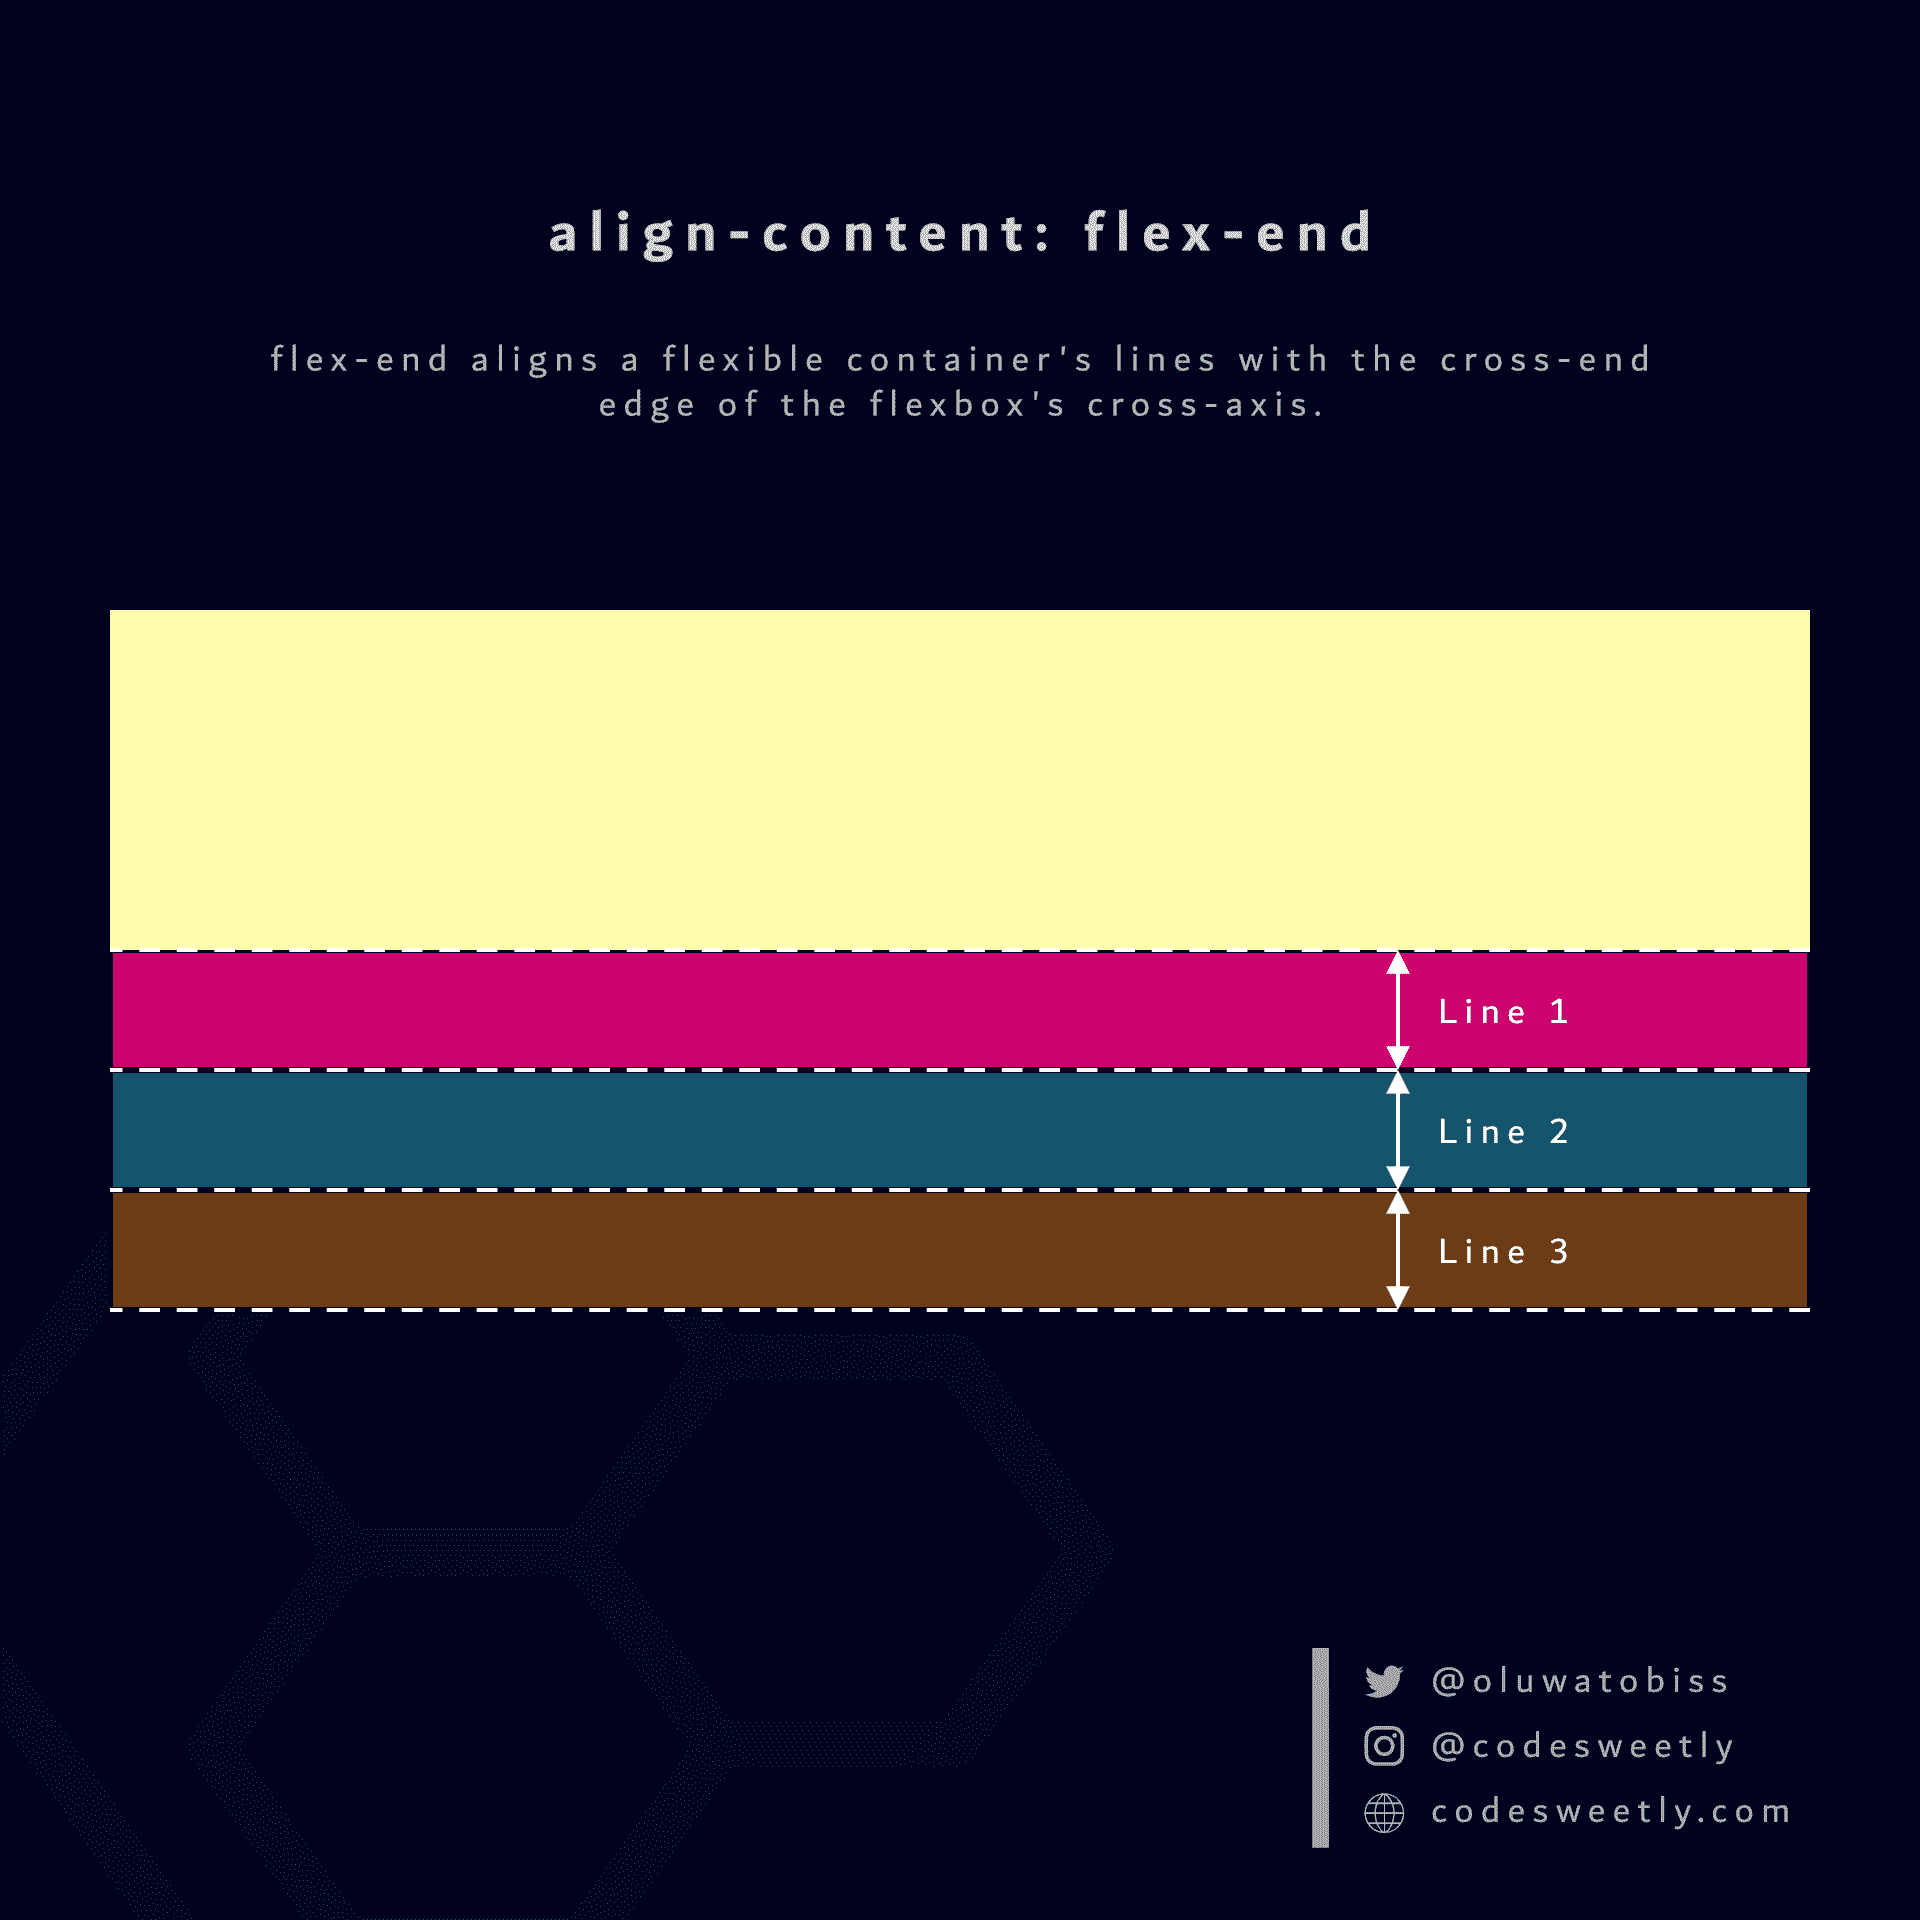 align-content: flex-end
flex-end aligns a flexible container's lines with the cross-end
edge of the flexbox's cross-axis.
Line 1
Line 2
Line 3
@oluwatobiss
@codesweetly
codesweetly.com